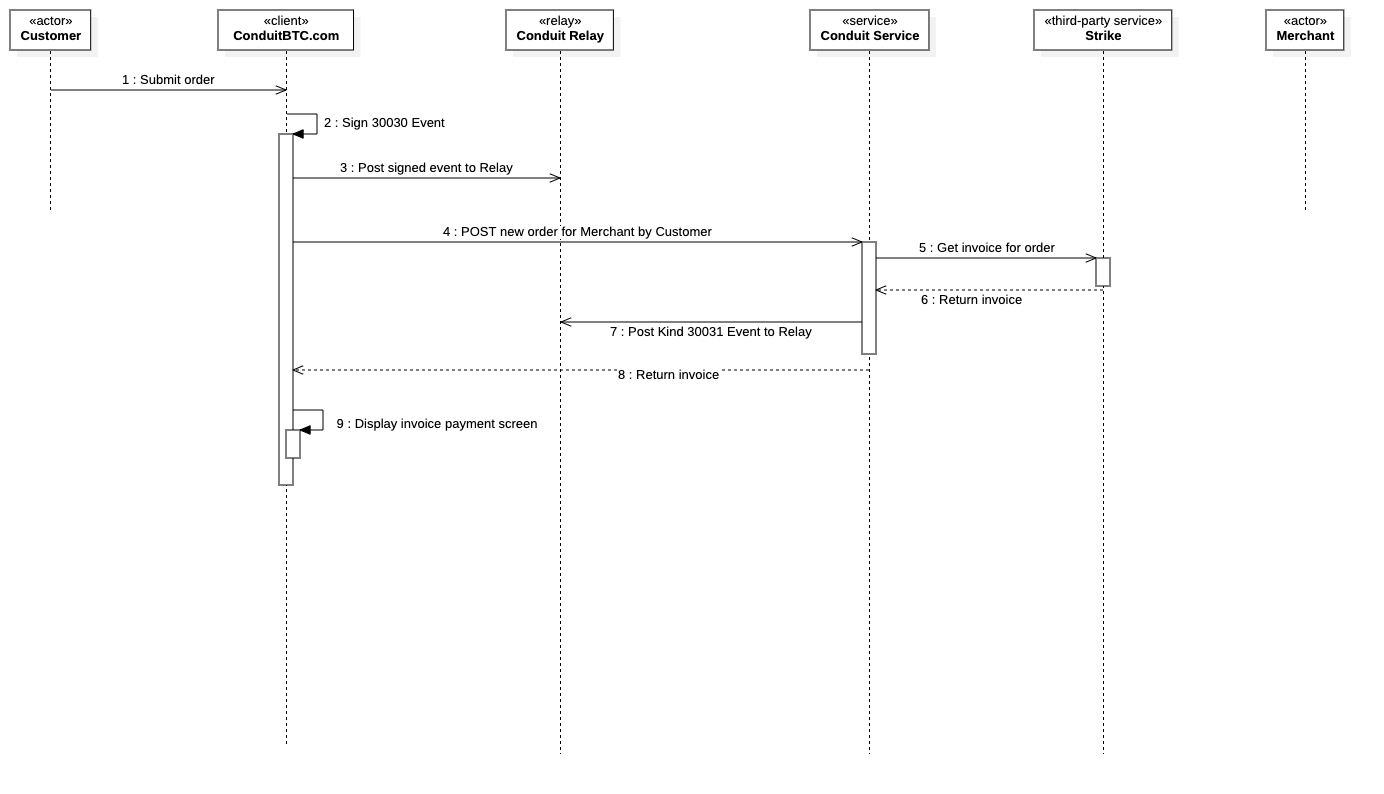 «actor»
Customer
«client»
ConduitBTC.com
«relay»
Conduit Relay
«service»
Conduit Service
«third-party service»
Strike
«actor»
Merchant
1 : Submit order
2 : Sign 30030 Event
3 : Post signed event to Relay
4 : POST new order for Merchant by Customer
5 : Get invoice for order
6 : Return invoice
7 : Post Kind 30031 Event to Relay
8 : Return invoice
9 : Display invoice payment screen